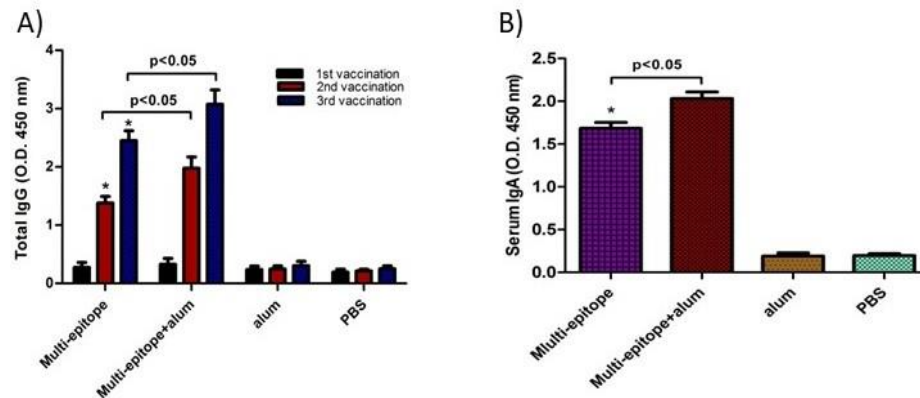 A)
Total IgG (O.D. 450 nm)
4
3
2
1
0
p<0.05
p<0.05
*
*
1st vaccination
2nd vaccination
3rd vaccination
Multi-epitope
Multi-epitope+alum
alum
PBS
B)
Serum IgA (O.D. 450 nm)
2.5
2.0
1.5
1.0
0.5
0.0
p<0.05
*
Mlulti-epitope
Multi-epitope+alum
alum
PBS